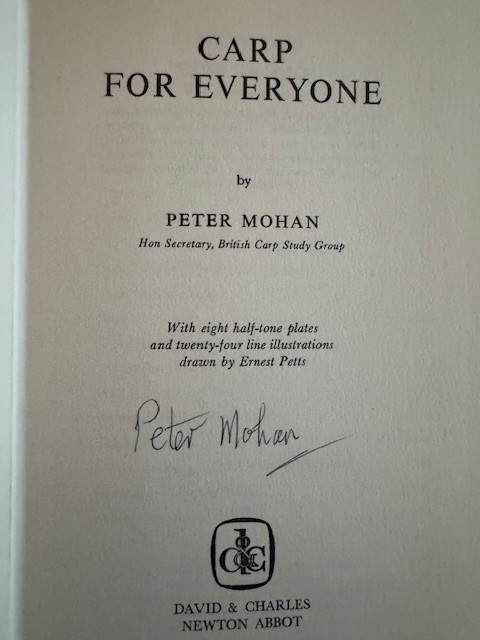 CARP
FOR EVERYONE
by
PETER MOHAN
Hon Secretary, British Carp Study Group
With eight half-tone plates
and twenty-four line illustrations
drawn by Ernest Petts
Peter Mohan
DAVID & CHARLES
NEWTON ABBOT